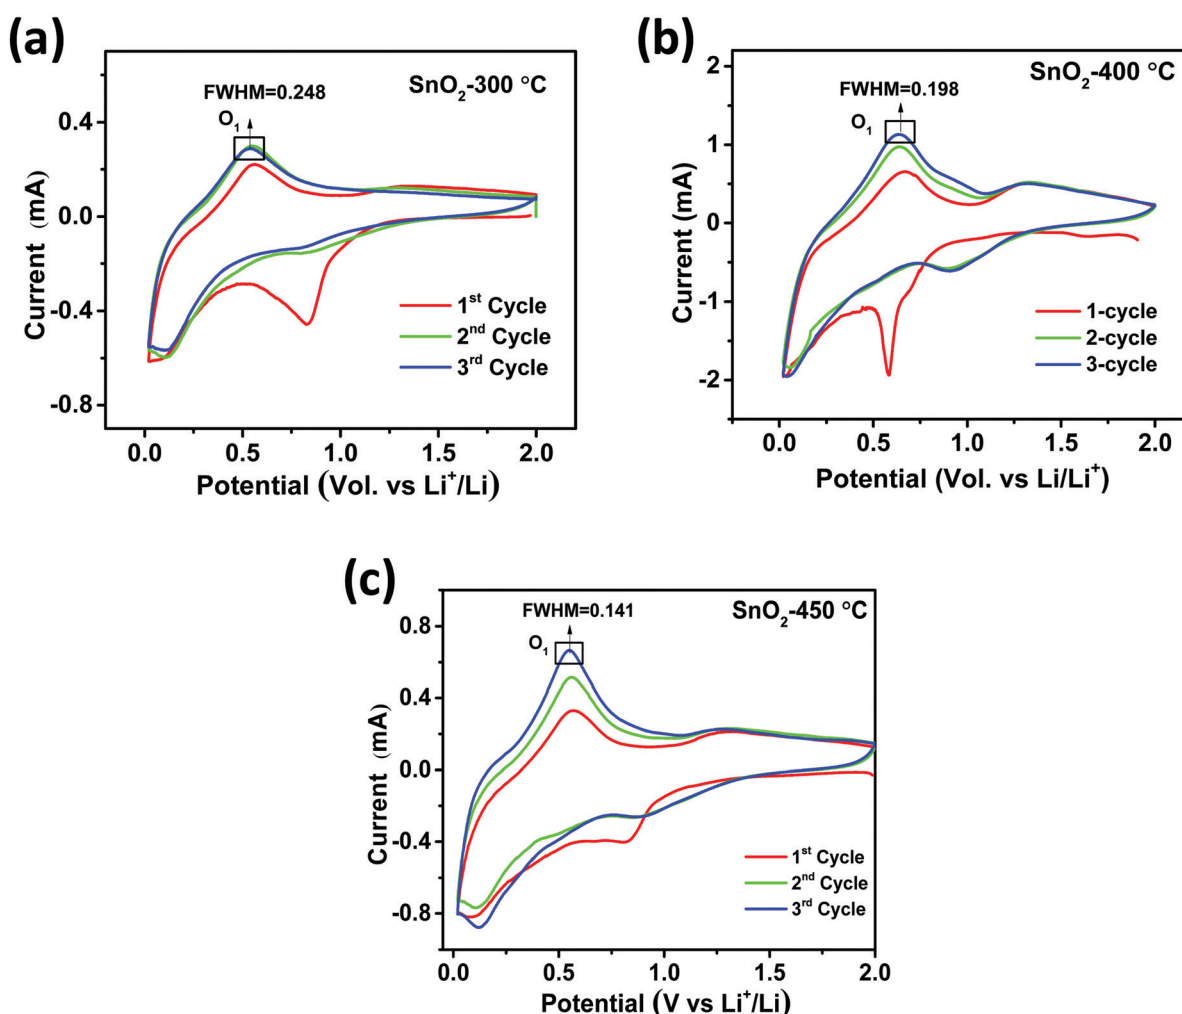 (a)
SnO2-300 °C
FWHM=0.248
O1
0.4
0.0
-0.4
-0.8
Current (mA)
1st Cycle
2nd Cycle
3rd Cycle
0.0 0.5 1.0 1.5 2.0
Potential (Vol. vs Li+/Li)
(b)
SnO2-400 °C
FWHM=0.198
O1
2
1
0
-1
-2
Current (mA)
1-cycle
2-cycle
3-cycle
0.0 0.5 1.0 1.5 2.0
Potential (Vol. vs Li/Li+)
(c)
SnO2-450 °C
FWHM=0.141
O1
0.8
0.4
0.0
-0.4
-0.8
Current (mA)
1st Cycle
2nd Cycle
3rd Cycle
0.0 0.5 1.0 1.5 2.0
Potential (V vs Li+/Li)